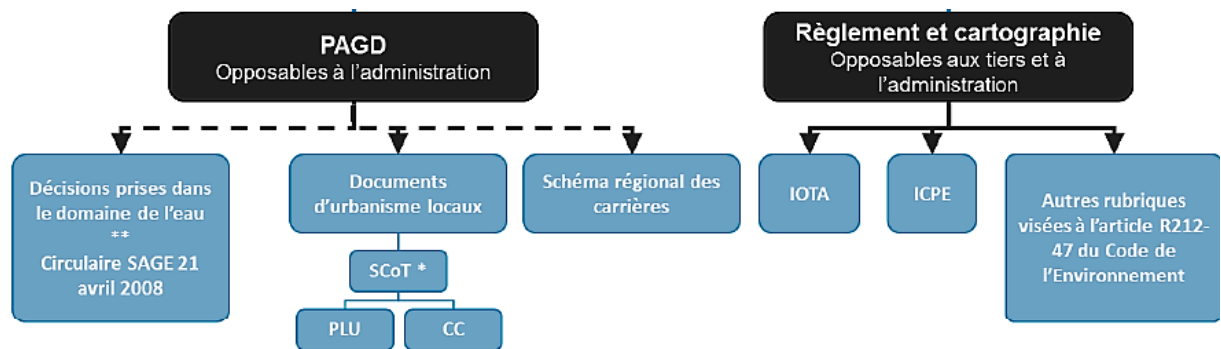 PAGD
Opposables à l'administration
Règlement et cartographie
Opposables aux tiers et à
l'administration
Décisions prises dans
le domaine de l'eau
**
Circulaire SAGE 21
avril 2008
Documents
d'urbanisme locaux
Schéma régional des
carrières
IOTA
ICPE
Autres rubriques
visées à l'article R212-
47 du Code de
l'Environnement
SCoT *
PLU
CC